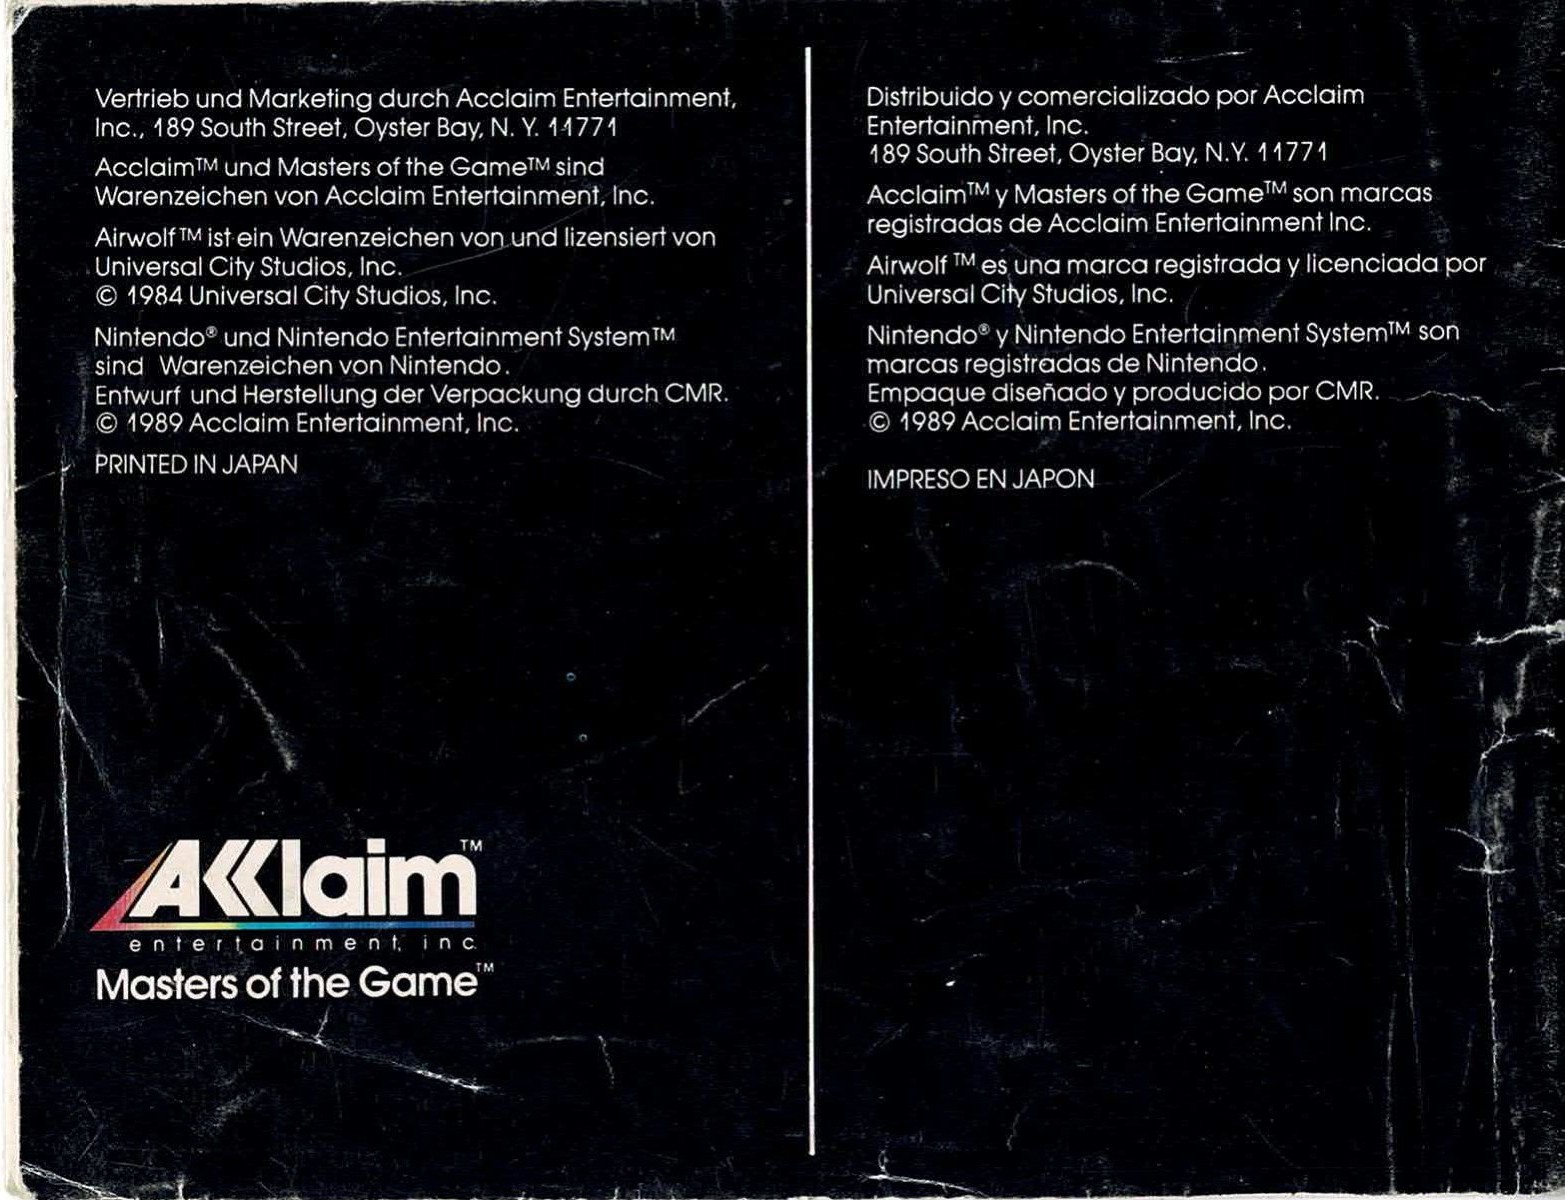 Vertrieb und Marketing durch Acclaim Entertainment,
Inc., 189 South Street, Oyster Bay, N. Y. 11771
Acclaim™ und Masters of the Game™ sind
Warenzeichen von Acclaim Entertainment, Inc.
Airwolf™ ist ein Warenzeichen von und lizensiert von
Universal City Studios, Inc.
© 1984 Universal City Studios, Inc.
Nintendo® und Nintendo Entertainment System™
sind Warenzeichen von Nintendo.
Entwurf und Herstellung der Verpackung durch CMR.
© 1989 Acclaim Entertainment, Inc.
PRINTED IN JAPAN
Acclaim™
entertainment, inc.
Masters of the Game™
Distribuido y comercializado por Acclaim
Entertainment, Inc.
189 South Street, Oyster Bay, N.Y. 11771
Acclaim™ y Masters of the Game™ son marcas
registradas de Acclaim Entertainment Inc.
Airwolf ™ es una marca registrada y licenciada por
Universal City Studios, Inc.
Nintendo® y Nintendo Entertainment System™ son
marcas registradas de Nintendo.
Empaque diseñado y producido por CMR.
© 1989 Acclaim Entertainment, Inc.
IMPRESO EN JAPON